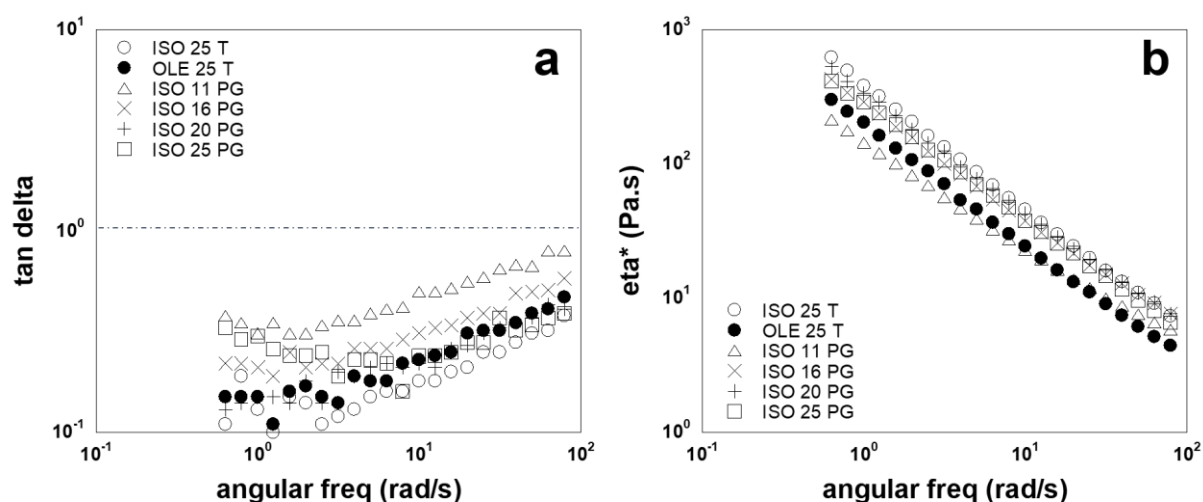 a
tan delta
10^1
10^0
10^-1
ISO 25 T
OLE 25 T
ISO 11 PG
ISO 16 PG
ISO 20 PG
ISO 25 PG
10^-1
10^0
10^1
10^2
angular freq (rad/s)
b
eta* (Pa.s)
10^3
10^2
10^1
10^0
ISO 25 T
OLE 25 T
ISO 11 PG
ISO 16 PG
ISO 20 PG
ISO 25 PG
10^-1
10^0
10^1
10^2
angular freq (rad/s)